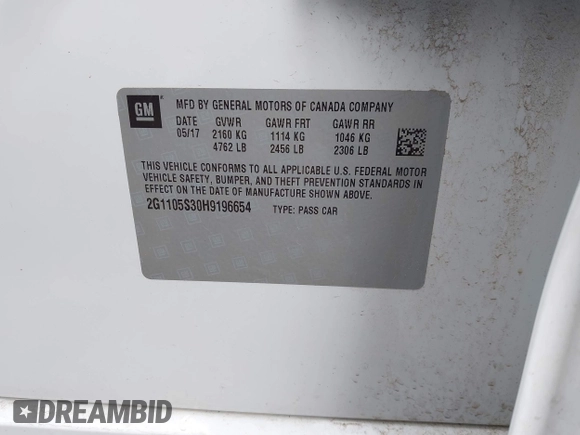 GM
MFD BY GENERAL MOTORS OF CANADA COMPANY
DATE GVWR GAWR FRT GAWR RR
05/17 2160 KG 1114 KG 1046 KG
4762 LB 2456 LB 2306 LB
THIS VEHICLE CONFORMS TO ALL APPLICABLE U.S. FEDERAL MOTOR
VEHICLE SAFETY, BUMPER, AND THEFT PREVENTION STANDARDS IN
EFFECT ON THE DATE OF MANUFACTURE SHOWN ABOVE.
2G1105S30H9196654 TYPE: PASS CAR
DREAMBID